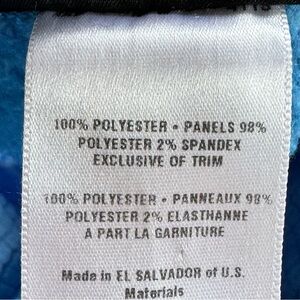 100% POLYESTER • PANELS 98%
POLYESTER 2% SPANDEX
EXCLUSIVE OF TRIM
100% POLYESTER • PANNEAUX 98%
POLYESTER 2% ELASTHANNE
A PART LA GARNITURE
Made in EL SALVADOR of U.S.
Materials